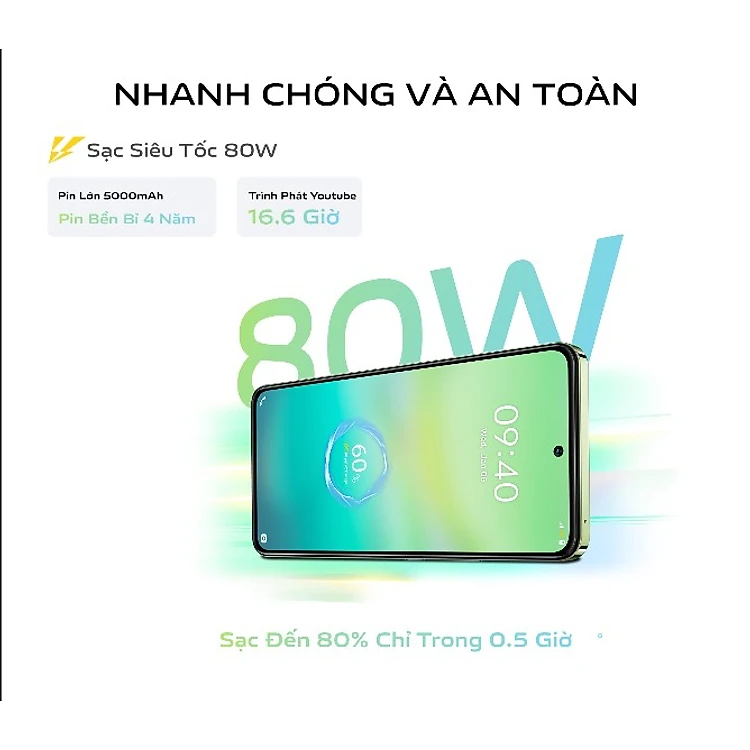 NHANH CHÓNG VÀ AN TOÀN
Sạc Siêu Tốc 80W
Pin Lớn 5000mAh
Pin Bền Bỉ 4 Năm
Trình Phát Youtube
16.6 Giờ
80W
60%
09:40
Sạc Đến 80% Chỉ Trong 0.5 Giờ